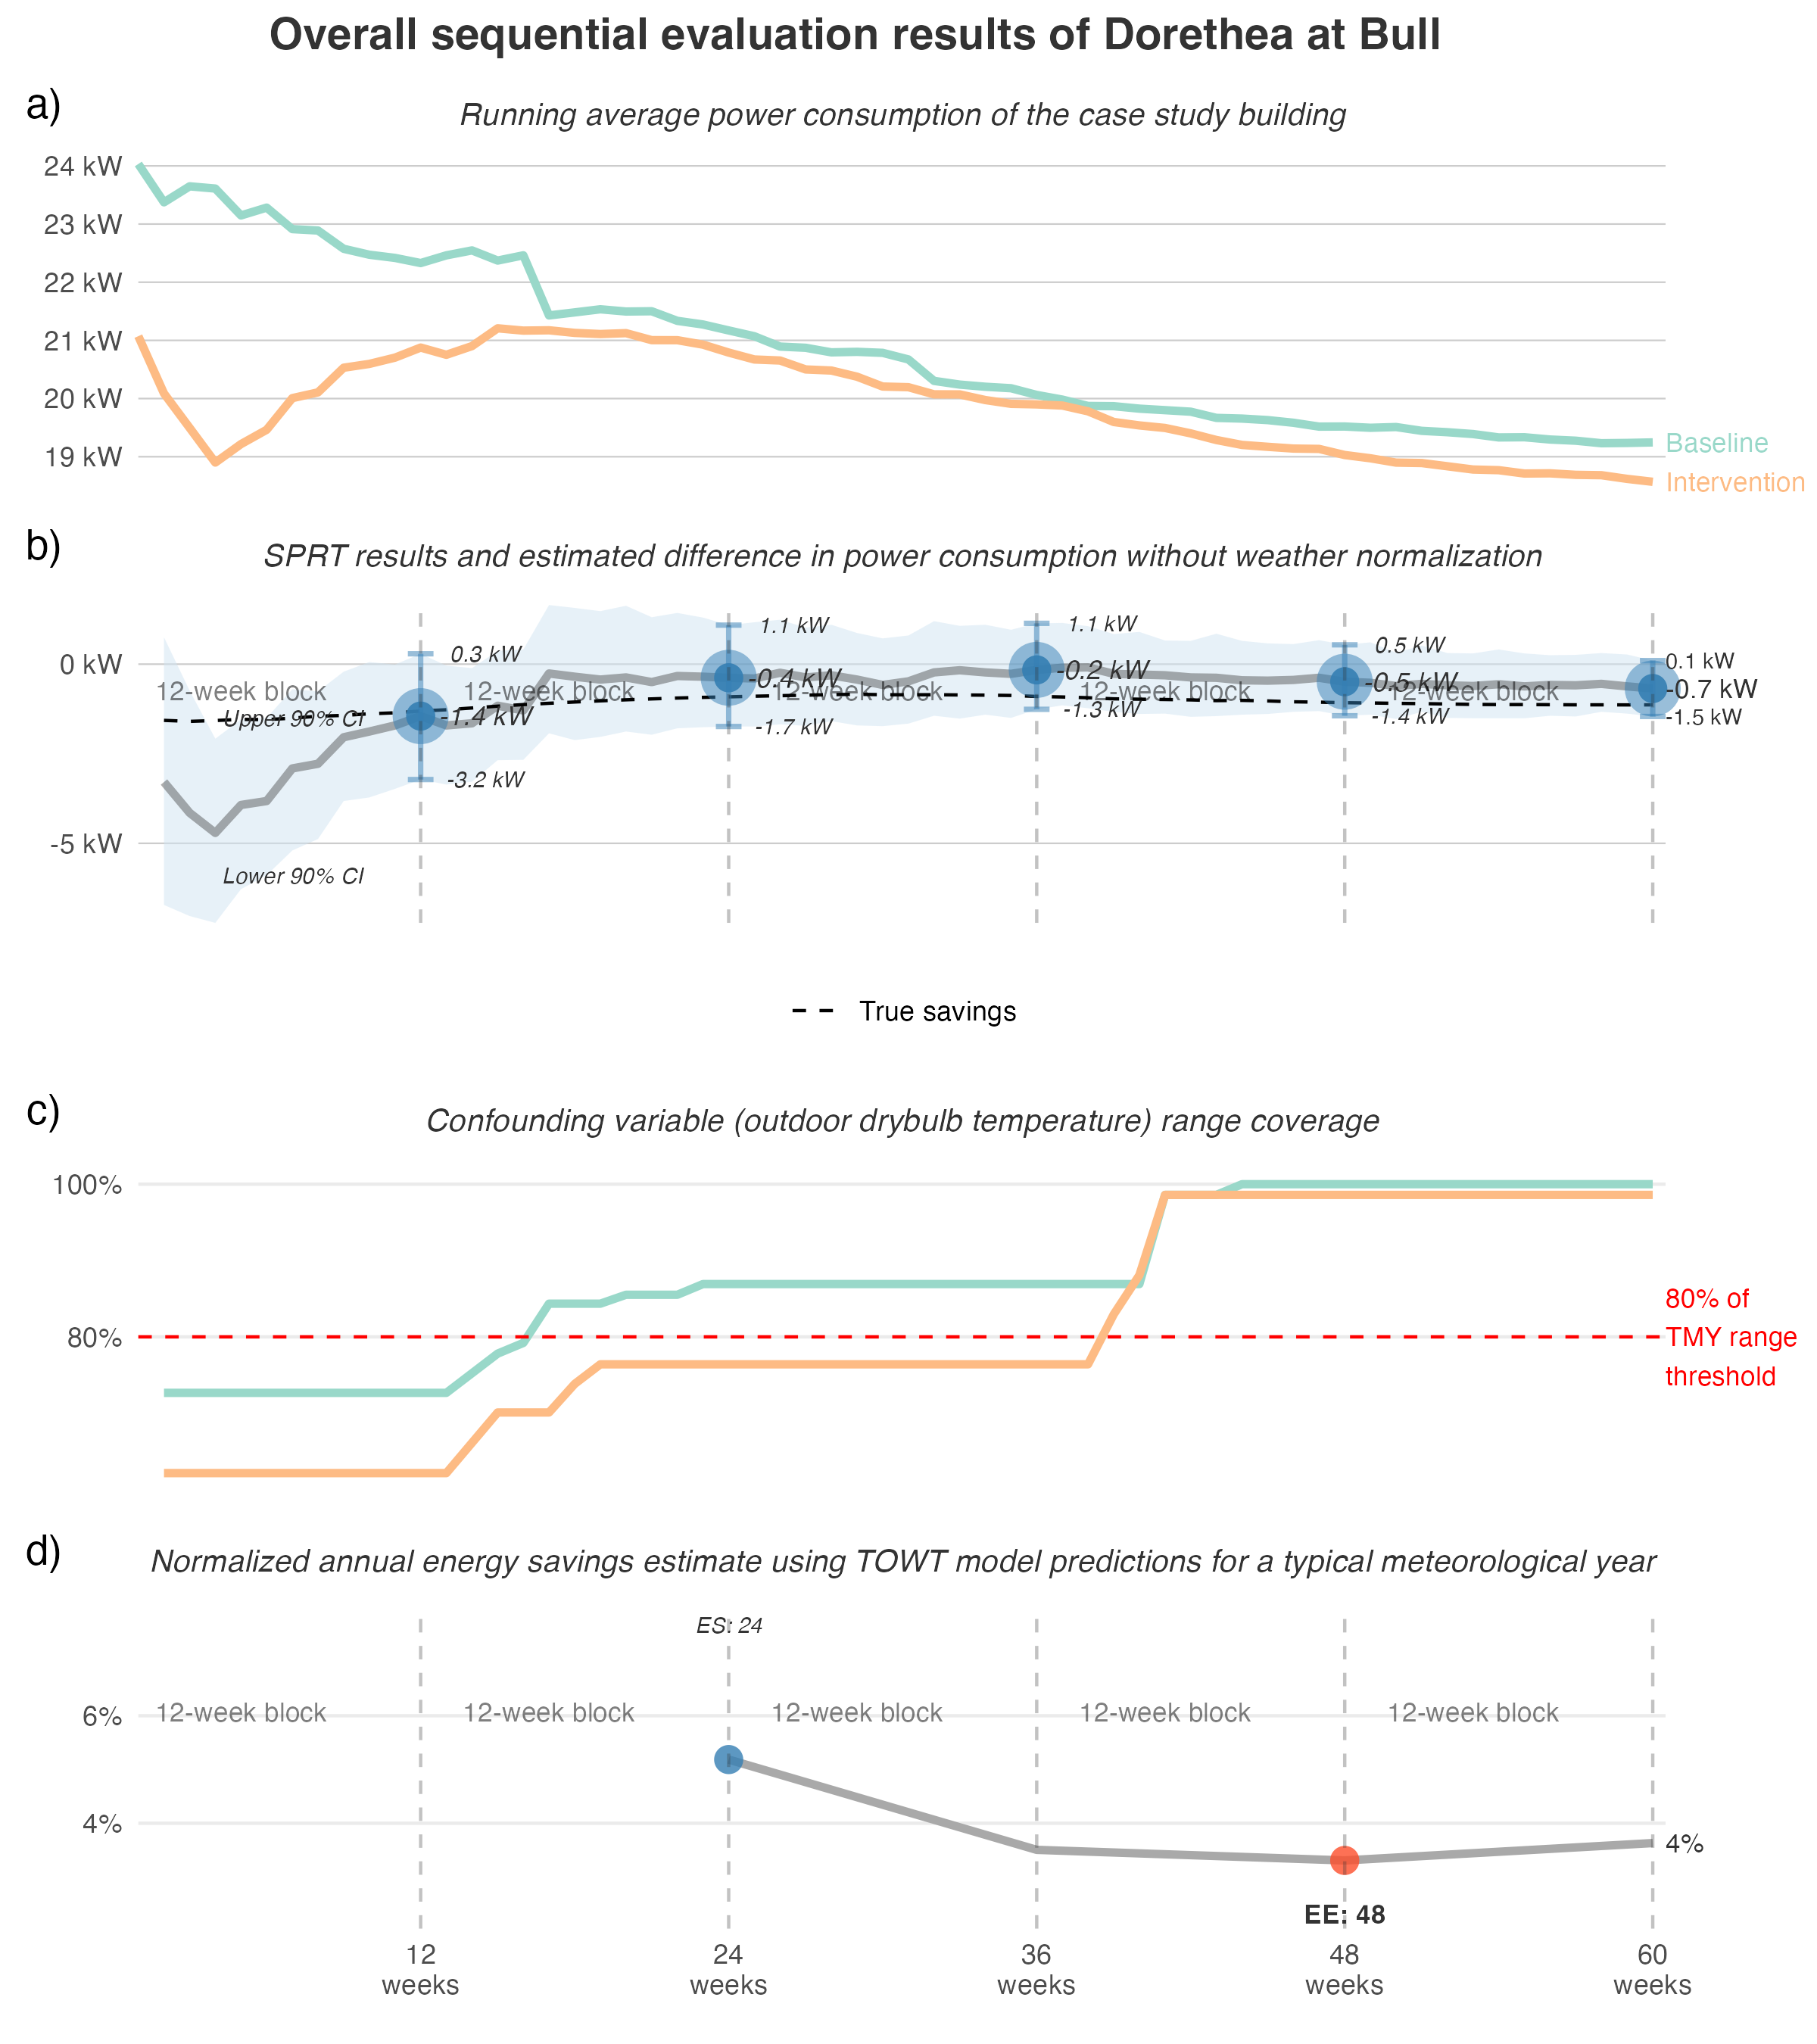 Overall sequential evaluation results of Dorethea at Bull
a)
Running average power consumption of the case study building
24 kW
23 kW
22 kW
21 kW
20 kW
19 kW
Baseline
Intervention
b)
SPRT results and estimated difference in power consumption without weather normalization
0 kW
-5 kW
12-week block
12-week block
12-week block
12-week block
12-week block
Upper 90% CI
Lower 90% CI
0.3 kW
-1.4 kW
-3.2 kW
1.1 kW
-0.4 kW
-1.7 kW
1.1 kW
-0.2 kW
-1.3 kW
0.5 kW
-0.5 kW
-1.4 kW
0.1 kW
-0.7 kW
-1.5 kW
True savings
c)
Confounding variable (outdoor drybulb temperature) range coverage
100%
80%
80% of
TMY range
threshold
d)
Normalized annual energy savings estimate using TOWT model predictions for a typical meteorological year
ES: 24
6%
4%
12-week block
12-week block
12-week block
12-week block
12-week block
4%
EE: 48
12
weeks
24
weeks
36
weeks
48
weeks
60
weeks